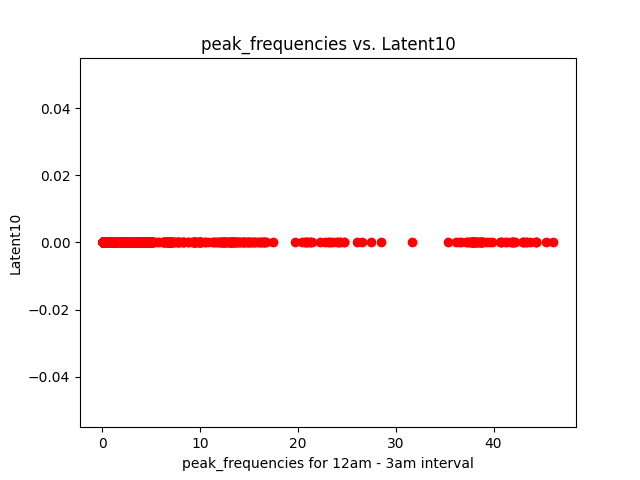 peak_frequencies vs. Latent10
0.04
0.02
0.00
−0.02
−0.04
Latent10
0 10 20 30 40
peak_frequencies for 12am - 3am interval